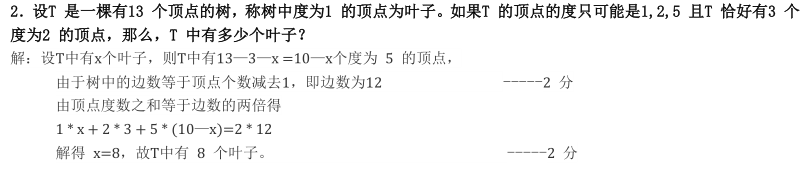 2．设T 是一棵有13 个顶点的树，称树中度为1 的顶点为叶子。如果T 的顶点的度只可能是1,2,5 且T 恰好有3 个
度为2 的顶点，那么，T 中有多少个叶子？
解：设T中有x个叶子，则T中有13—3—x =10—x个度为 5 的顶点，
由于树中的边数等于顶点个数减去1，即边数为12 -----2 分
由顶点度数之和等于边数的两倍得
1 * x + 2 * 3 + 5 * (10—x)=2 * 12
解得 x=8，故T中有 8 个叶子。 -----2 分